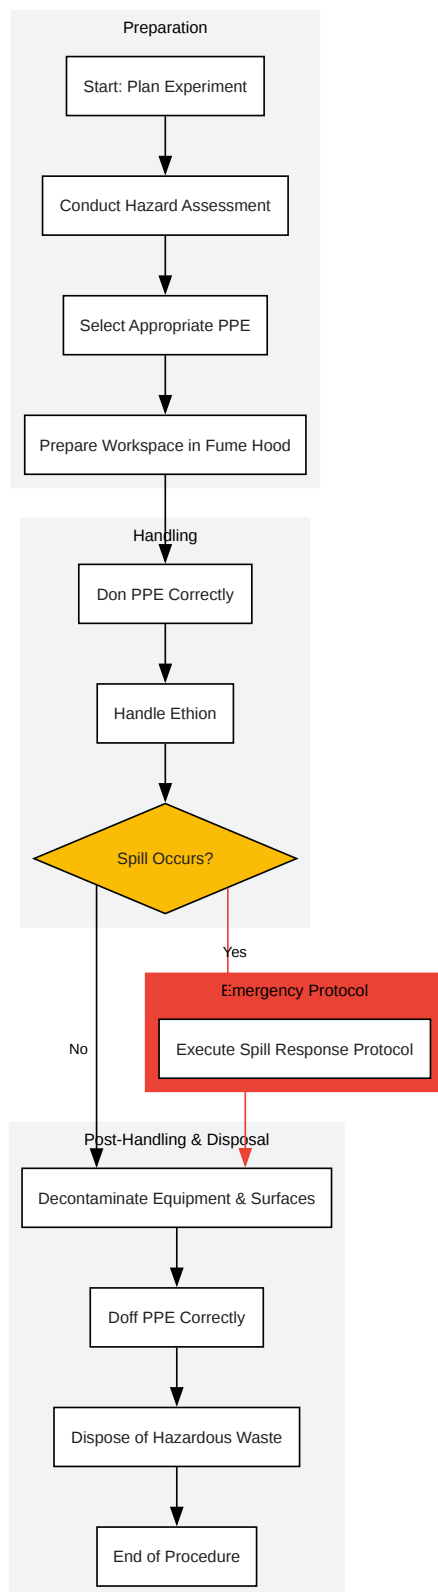 Preparation
Start: Plan Experiment
Conduct Hazard Assessment
Select Appropriate PPE
Prepare Workspace in Fume Hood
Handling
Don PPE Correctly
Handle Ethion
Spill Occurs?
Yes
Emergency Protocol
Execute Spill Response Protocol
No
Post-Handling & Disposal
Decontaminate Equipment & Surfaces
Doff PPE Correctly
Dispose of Hazardous Waste
End of Procedure